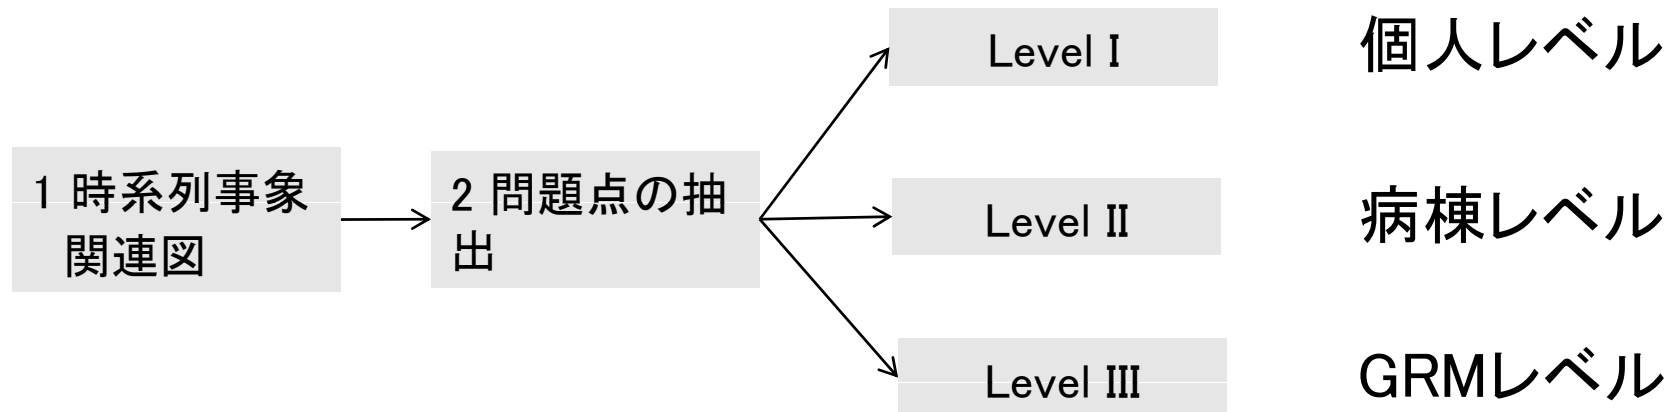 1 時系列事象
関連図
2 問題点の抽
出
Level Ⅰ
個人レベル
Level Ⅱ
病棟レベル
Level Ⅲ
GRMレベル